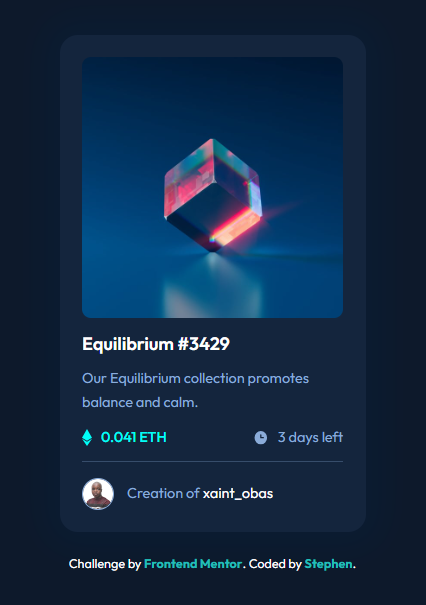 Equilibrium #3429
Our Equilibrium collection promotes
balance and calm.
0.041 ETH
3 days left
Creation of xaint_obas
Challenge by Frontend Mentor. Coded by Stephen.